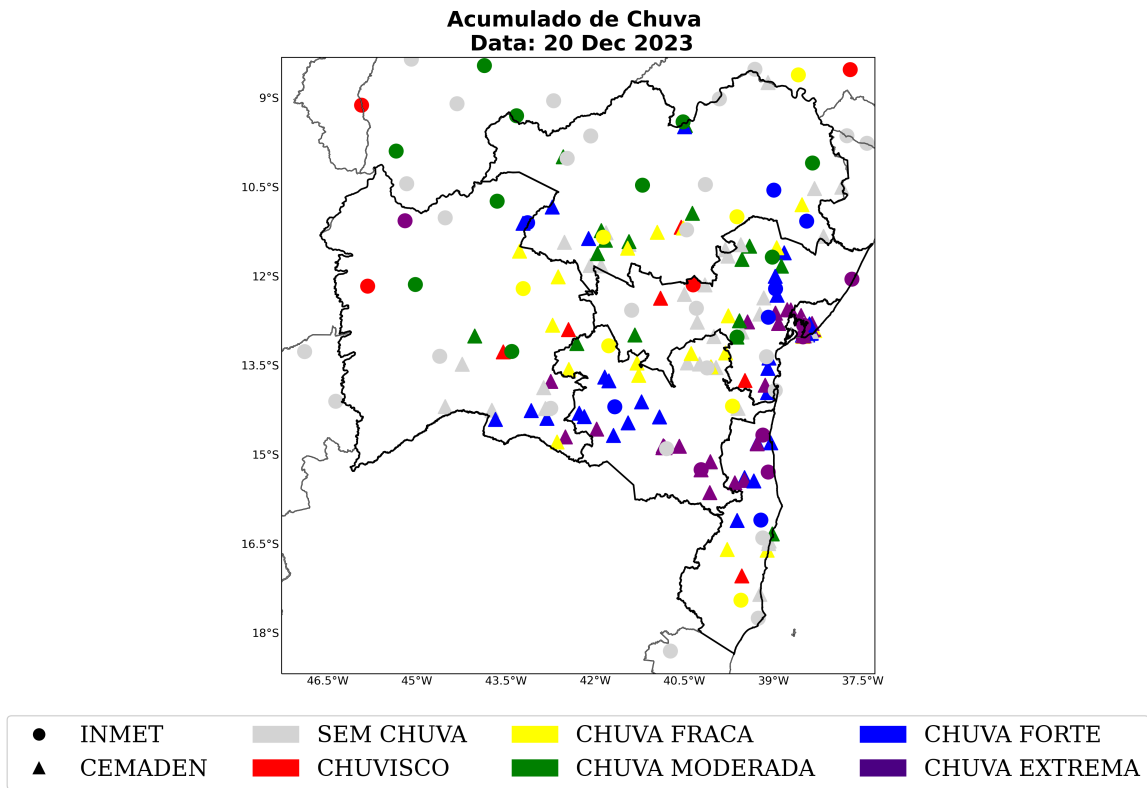 Acumulado de Chuva
Data: 20 Dec 2023
9°S
10.5°S
12°S
13.5°S
15°S
16.5°S
18°S
46.5°W 45°W 43.5°W 42°W 40.5°W 39°W 37.5°W
INMET SEM CHUVA CHUVA FRACA CHUVA FORTE
CEMADEN CHUVISCO CHUVA MODERADA CHUVA EXTREMA